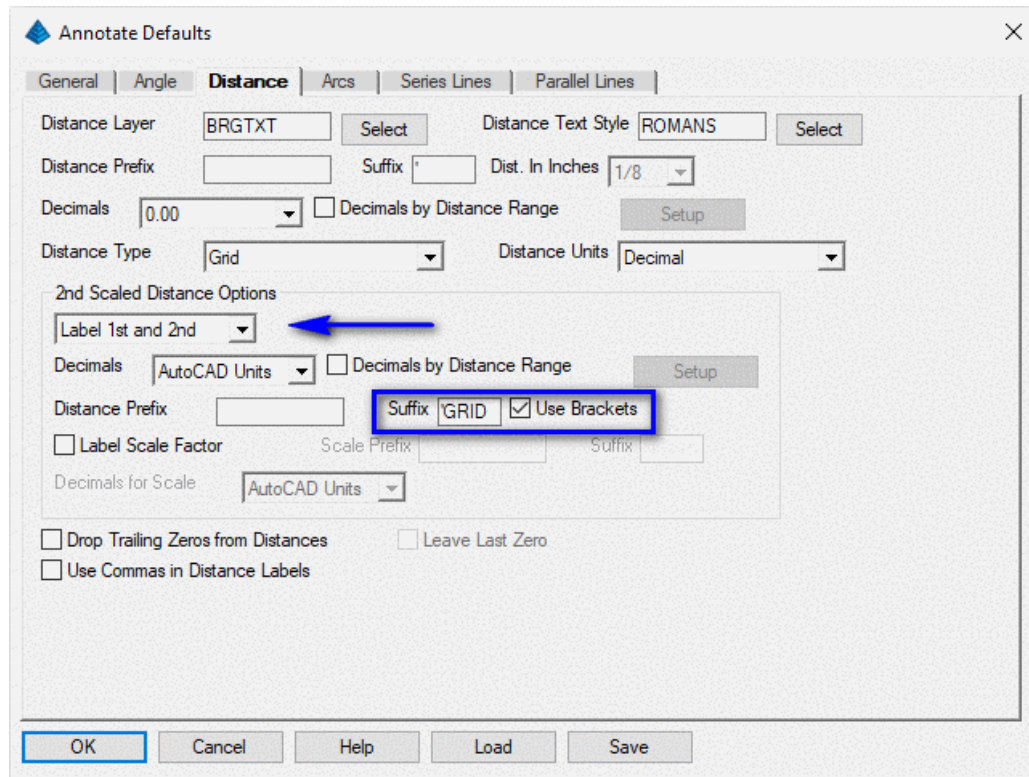 Annotate Defaults
General Angle Distance Arcs Series Lines Parallel Lines
Distance Layer BRGTXT Select Distance Text Style ROMANS Select
Distance Prefix Suffix ' Dist. In Inches 1/8
Decimals 0.00 Decimals by Distance Range Setup
Distance Type Grid Distance Units Decimal
2nd Scaled Distance Options
Label 1st and 2nd
Decimals AutoCAD Units Decimals by Distance Range Setup
Distance Prefix Suffix 'GRID Use Brackets
Label Scale Factor Scale Prefix Suffix
Decimals for Scale AutoCAD Units
Drop Trailing Zeros from Distances Leave Last Zero
Use Commas in Distance Labels
OK Cancel Help Load Save